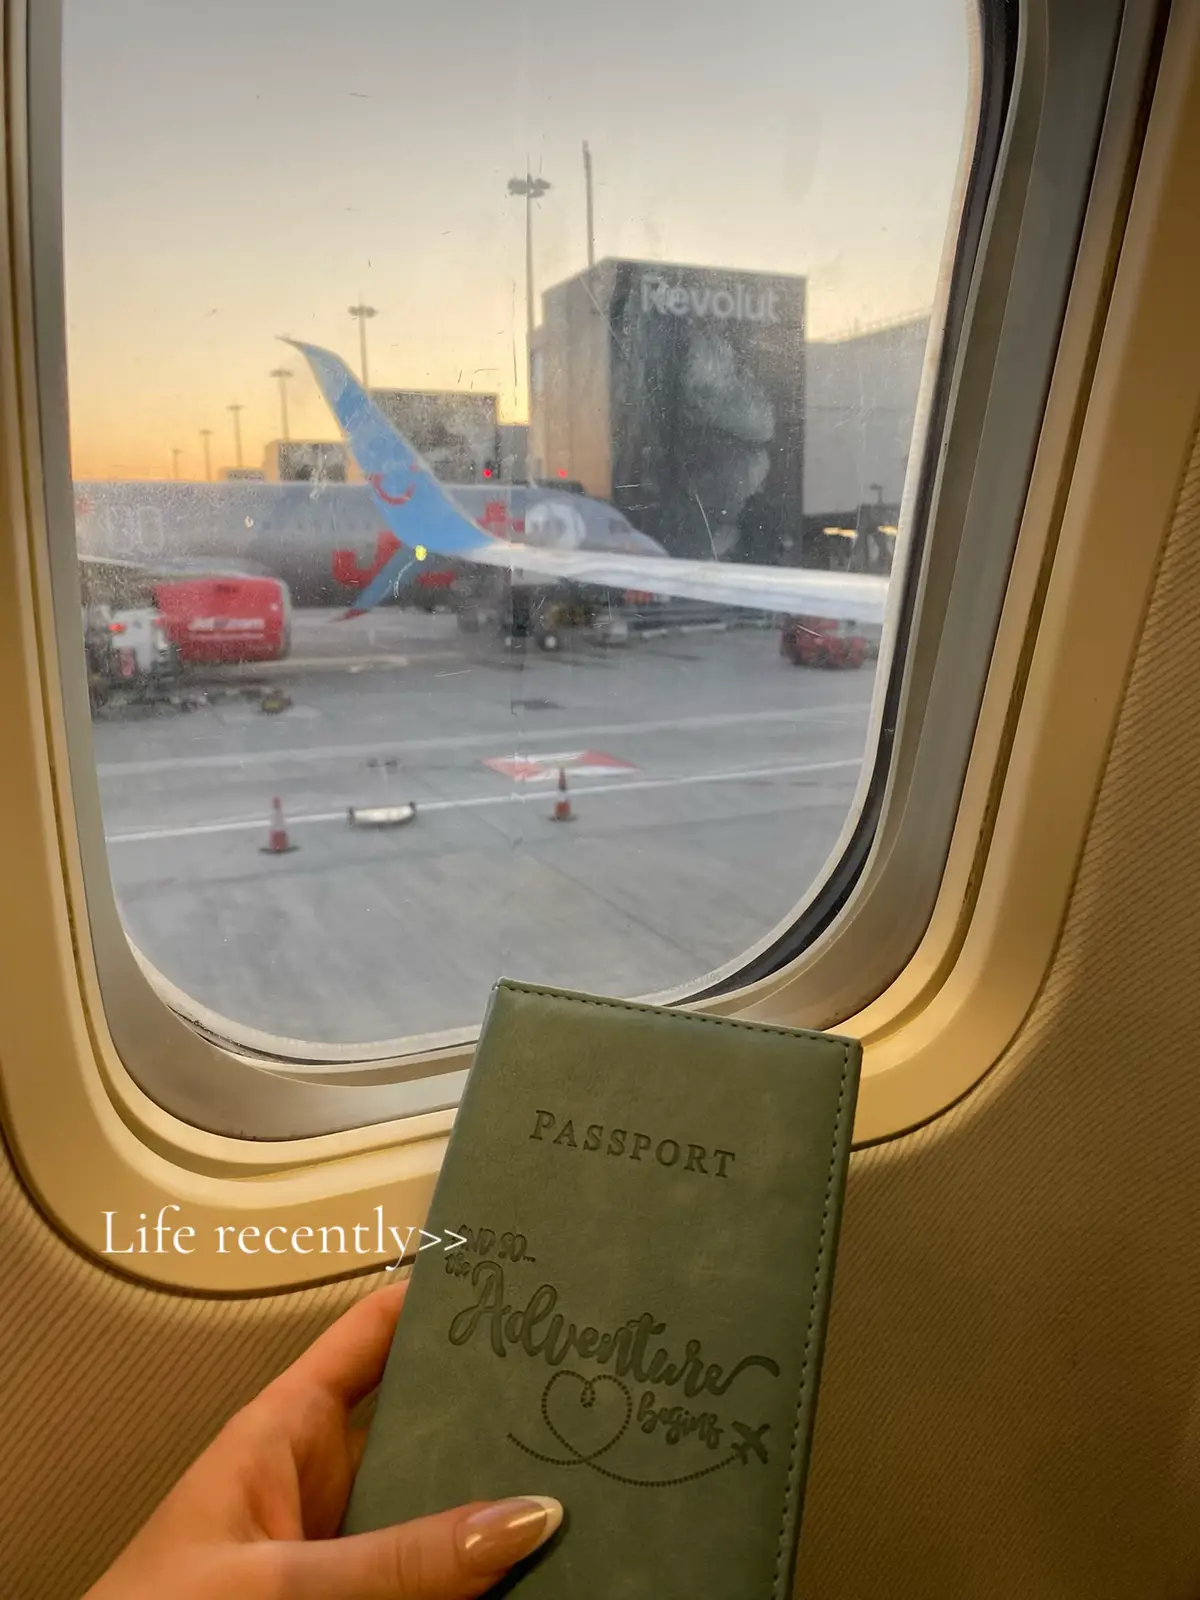 Revolut
Life recently>>
PASSPORT
AND SO...
the
Adventure
begins